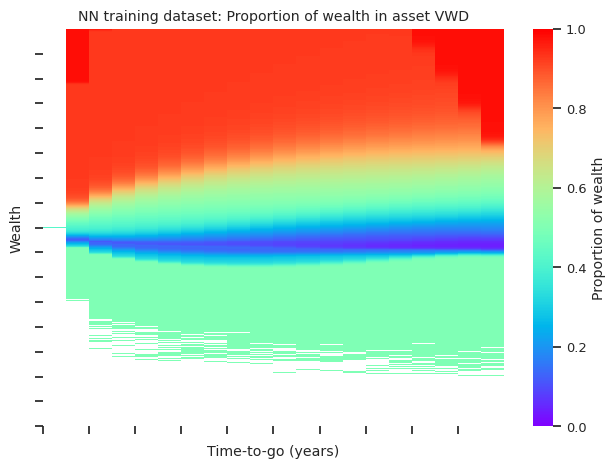 NN training dataset: Proportion of wealth in asset VWD
Wealth
Time-to-go (years)
1.0
0.8
0.6
0.4
0.2
0.0
Proportion of wealth